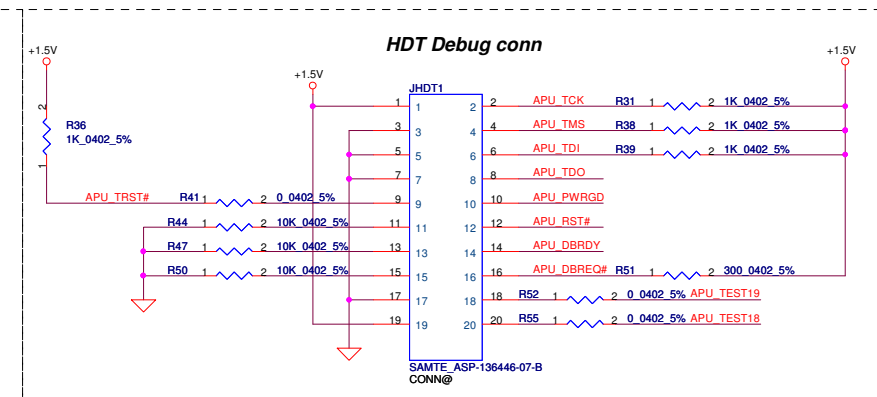 HDT Debug conn
+1.5V
+1.5V
+1.5V
JHDT1
1 1 2 2 APU_TCK R31 1 2 1K_0402_5%
2
R36
1K_0402_5%
1
3 3 4 4 APU_TMS R38 1 2 1K_0402_5%
5 5 6 6 APU_TDI R39 1 2 1K_0402_5%
7 7 8 8 APU_TDO
APU_TRST# R41 1 2 0_0402_5% 9 9 10 10 APU_PWRGD
R44 1 2 10K_0402_5% 11 11 12 12 APU_RST#
R47 1 2 10K_0402_5% 13 13 14 14 APU_DBRDY
R50 1 2 10K_0402_5% 15 15 16 16 APU_DBREQ# R51 1 2 300_0402_5%
17 17 18 18 R52 1 2 0_0402_5% APU_TEST19
19 19 20 20 R55 1 2 0_0402_5% APU_TEST18
SAMTE_ASP-136446-07-B
CONN@